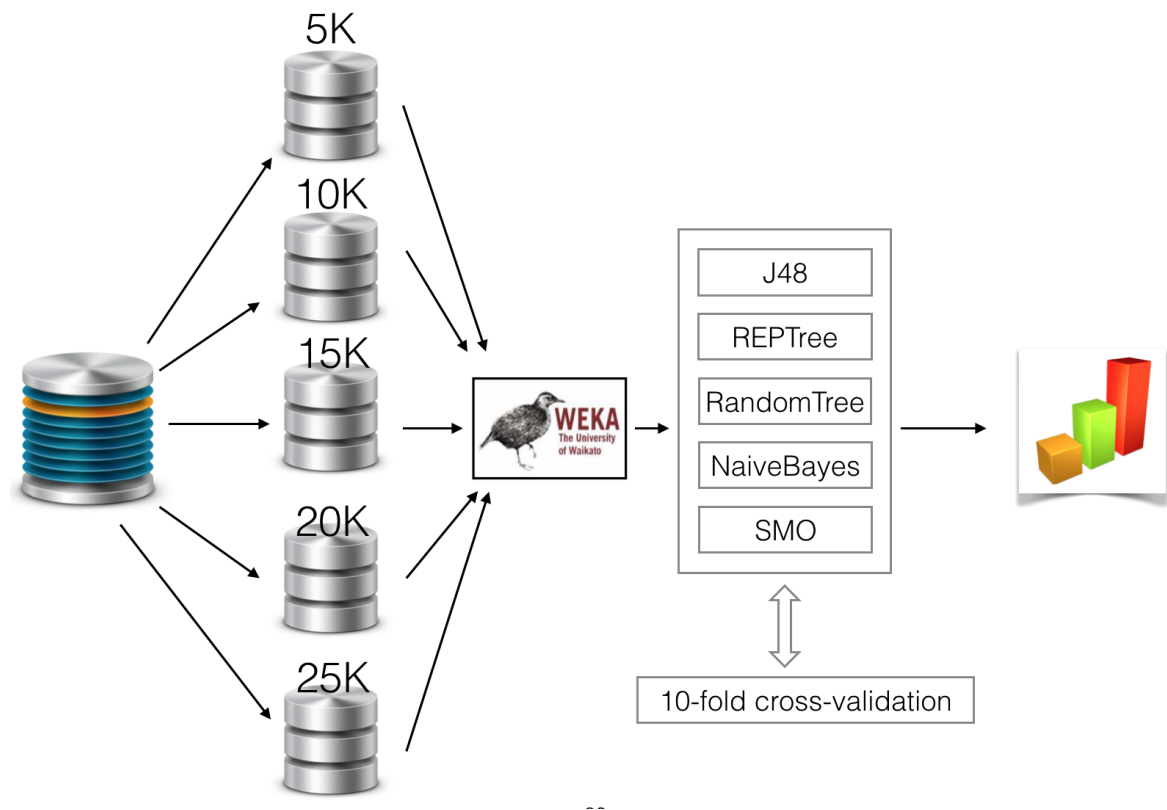 5K
10K
15K
20K
25K
WEKA
The University
of Waikato
J48
REPTree
RandomTree
NaiveBayes
SMO
10-fold cross-validation